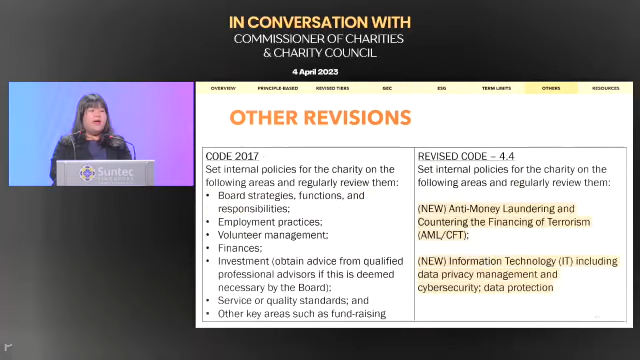 IN CONVERSATION WITH
COMMISSIONER OF CHARITIES
& CHARITY COUNCIL
4 April 2023
OVERVIEW PRINCIPLE-BASED REVISED TIERS GEC ESG TERM LIMITS OTHERS RESOURCES
OTHER REVISIONS
CODE 2017
Set internal policies for the charity on the
following areas and regularly review them:
• Board strategies, functions, and
responsibilities;
• Employment practices;
• Volunteer management;
• Finances;
• Investment (obtain advice from qualified
professional advisors if this is deemed
necessary by the Board);
• Service or quality standards; and
• Other key areas such as fund-raising
REVISED CODE – 4.4
Set internal policies for the charity on the
following areas and regularly review them:
(NEW) Anti-Money Laundering and
Countering the Financing of Terrorism
(AML/CFT);
(NEW) Information Technology (IT) including
data privacy management and
cybersecurity; data protection
Suntec